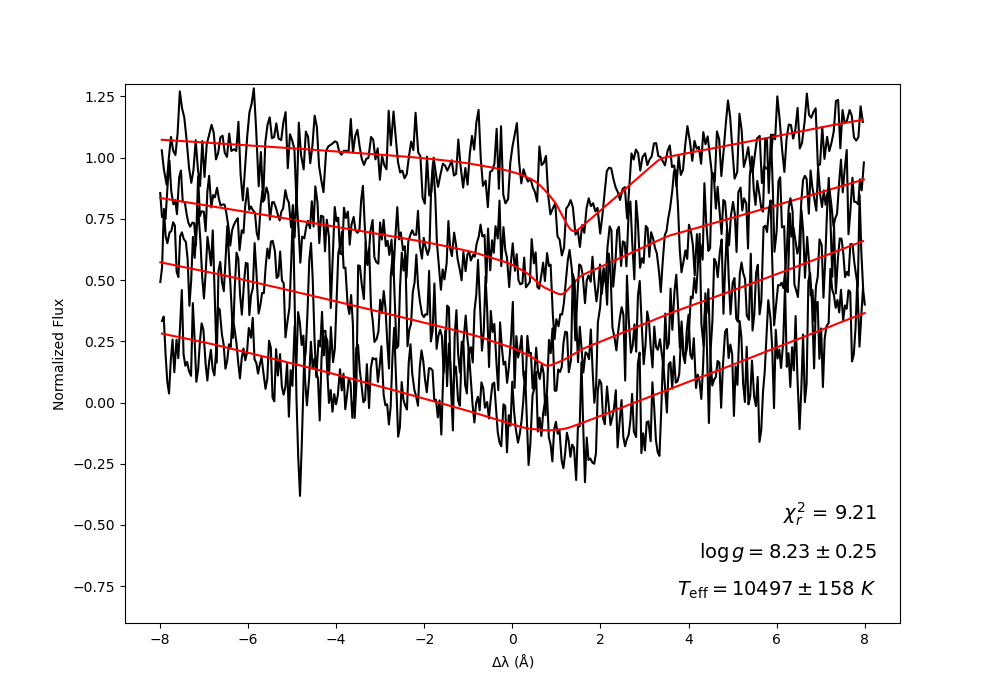 1.25
1.00
0.75
0.50
0.25
0.00
−0.25
−0.50
−0.75
Normalized Flux
χ²ᵣ = 9.21
log g = 8.23 ± 0.25
T_eff = 10497 ± 158 K
−8 −6 −4 −2 0 2 4 6 8
Δλ (Å)